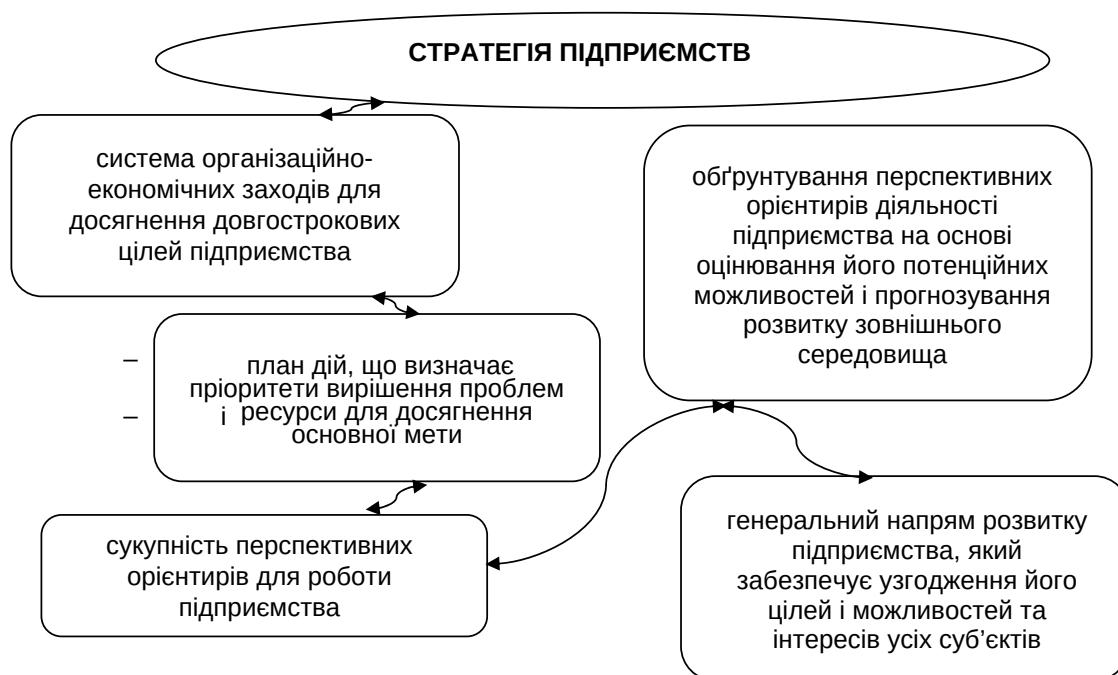 СТРАТЕГІЯ ПІДПРИЄМСТВ
система організаційно-
економічних заходів для
досягнення довгострокових
цілей підприємства
обґрунтування перспективних
орієнтирів діяльності
підприємства на основі
оцінювання його потенційних
можливостей і прогнозування
розвитку зовнішнього
середовища
–
–
план дій, що визначає
пріоритети вирішення проблем
і ресурси для досягнення
основної мети
сукупність перспективних
орієнтирів для роботи
підприємства
генеральний напрям розвитку
підприємства, який
забезпечує узгодження його
цілей і можливостей та
інтересів усіх суб’єктів